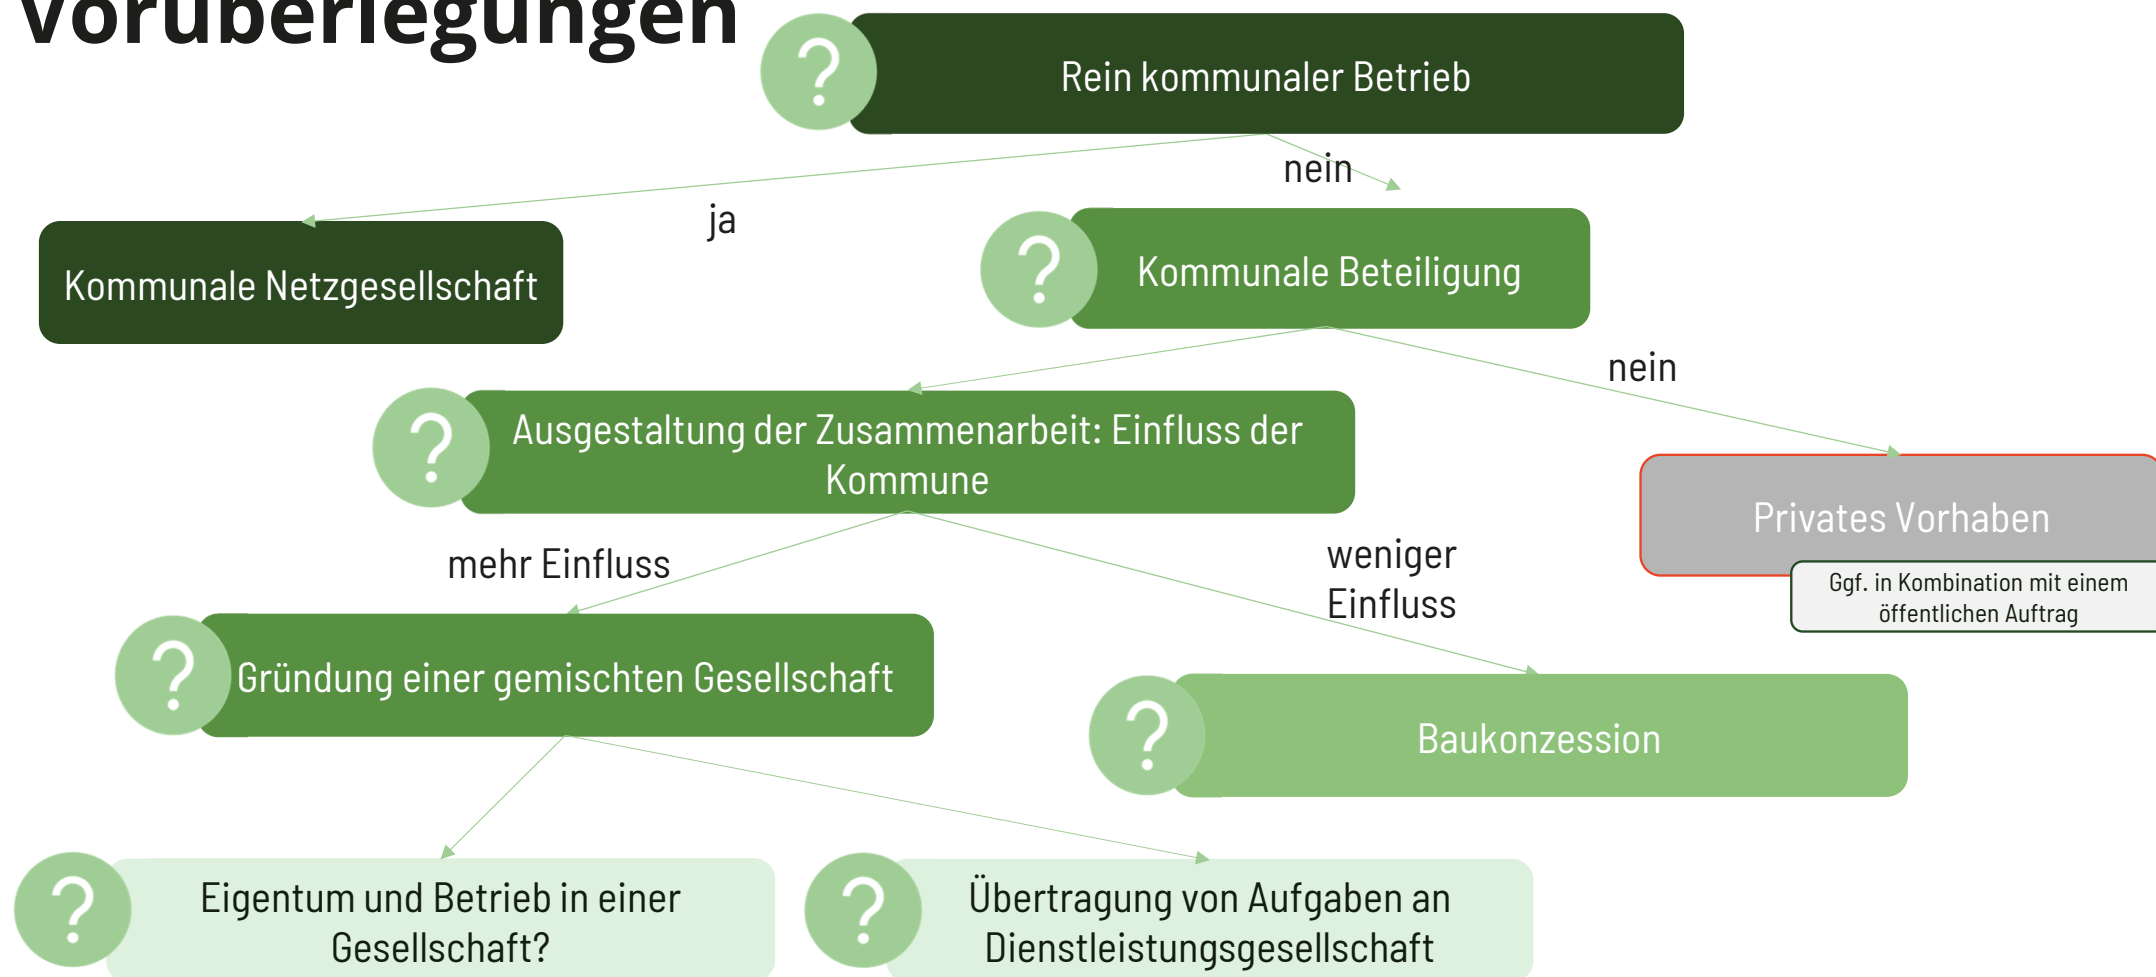 Vorüberlegungen
?
Rein kommunaler Betrieb
nein
ja
Kommunale Netzgesellschaft
?
Kommunale Beteiligung
nein
?
Ausgestaltung der Zusammenarbeit: Einfluss der
Kommune
Privates Vorhaben
Ggf. in Kombination mit einem
öffentlichen Auftrag
mehr Einfluss
weniger
Einfluss
?
Gründung einer gemischten Gesellschaft
?
Baukonzession
?
Eigentum und Betrieb in einer
Gesellschaft?
?
Übertragung von Aufgaben an
Dienstleistungsgesellschaft